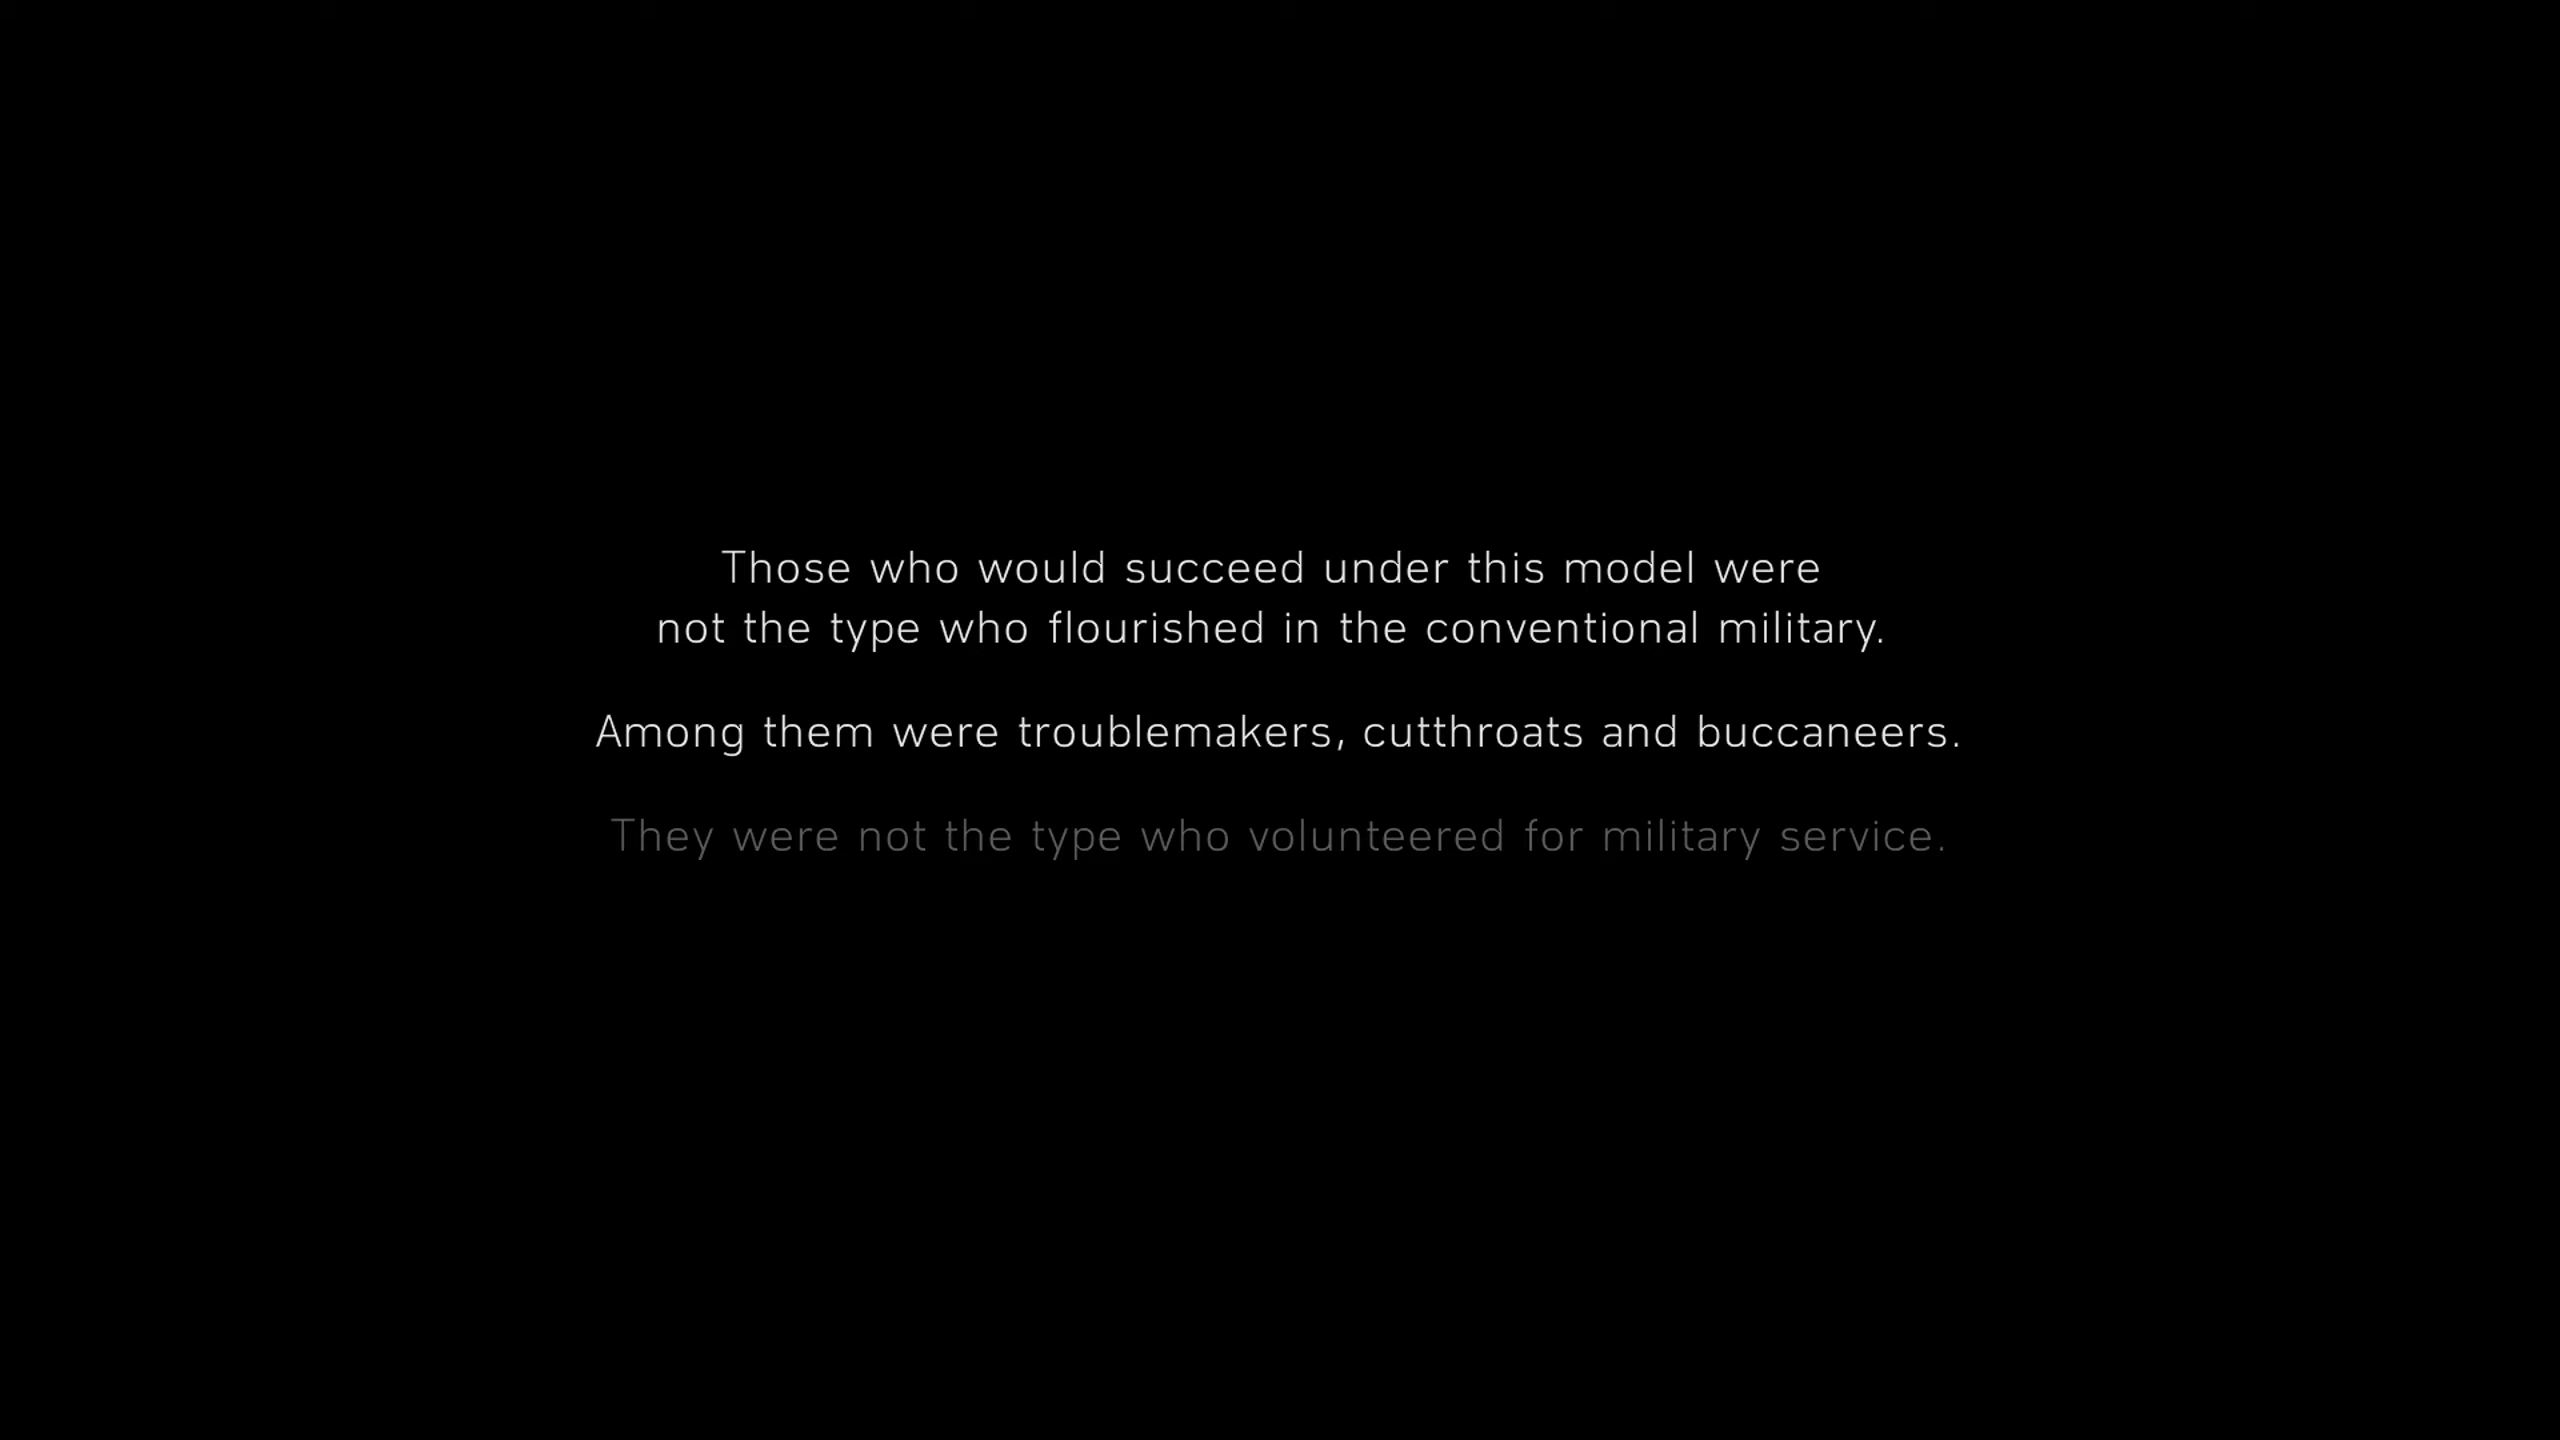 Those who would succeed under this model were
not the type who flourished in the conventional military.
Among them were troublemakers, cutthroats and buccaneers.
They were not the type who volunteered for military service.